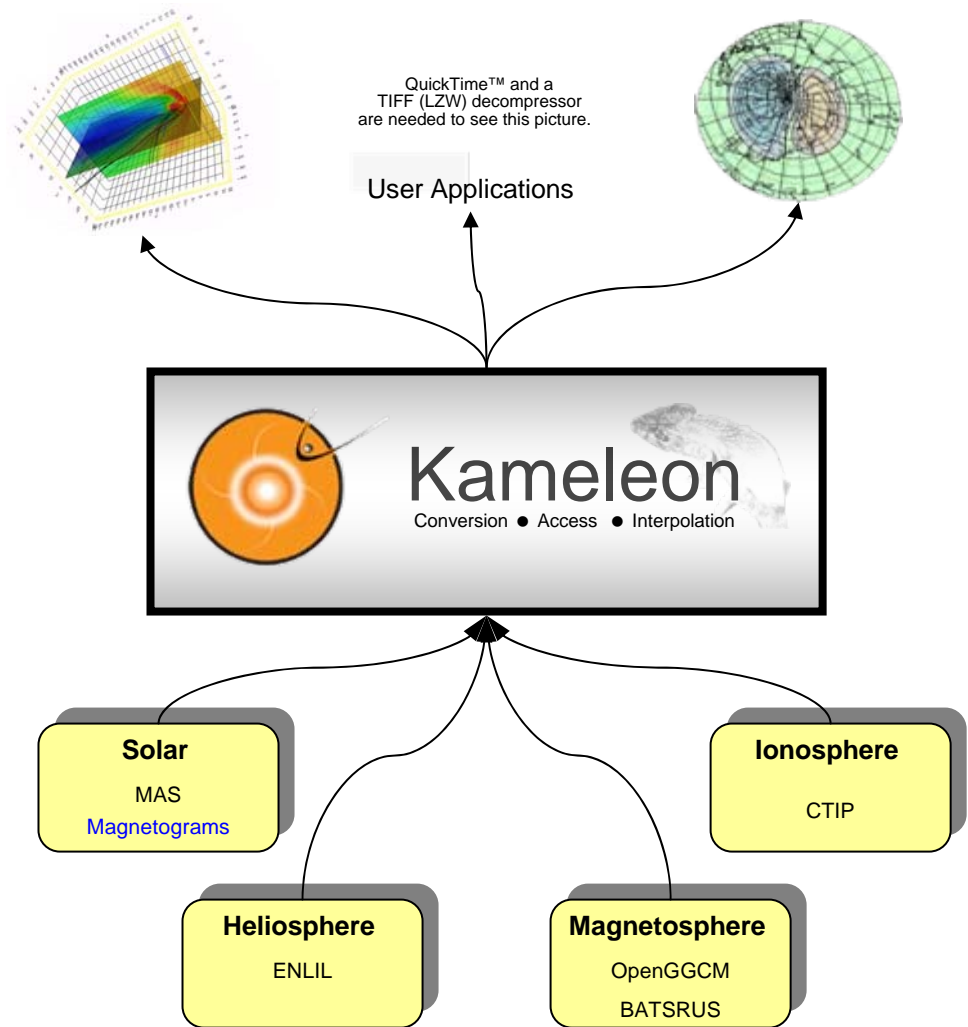 QuickTime™ and a
TIFF (LZW) decompressor
are needed to see this picture.
User Applications
Kameleon
Conversion ● Access ● Interpolation
Solar
MAS
Magnetograms
Ionosphere
CTIP
Heliosphere
ENLIL
Magnetosphere
OpenGGCM
BATSRUS